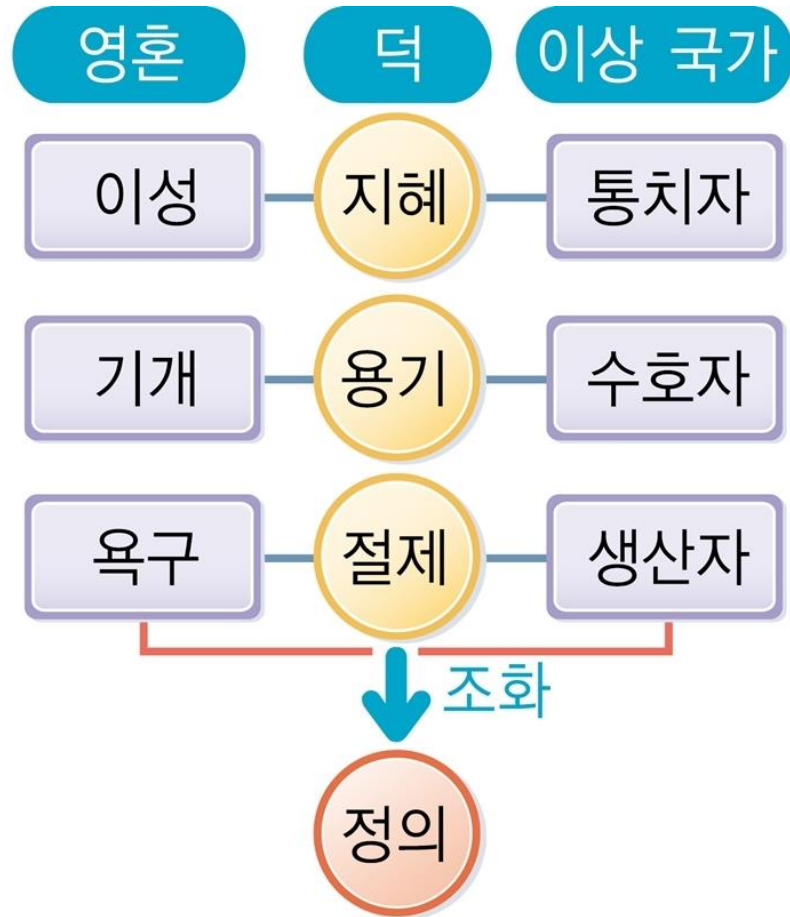 영혼 덕 이상 국가
이성 지혜 통치자
기개 용기 수호자
욕구 절제 생산자
조화
정의